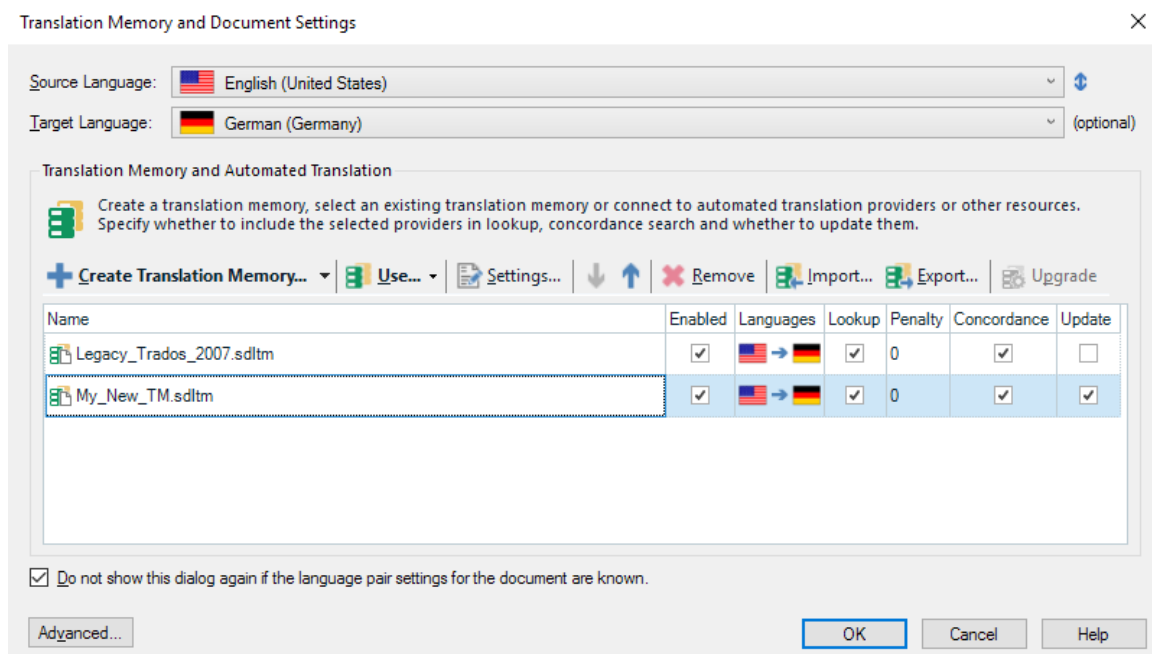 Translation Memory and Document Settings
Source Language: English (United States)
Target Language: German (Germany) (optional)
Translation Memory and Automated Translation
Create a translation memory, select an existing translation memory or connect to automated translation providers or other resources.
Specify whether to include the selected providers in lookup, concordance search and whether to update them.
Create Translation Memory... Use... Settings... Remove Import... Export... Upgrade
Name Enabled Languages Lookup Penalty Concordance Update
Legacy_Trados_2007.sdltm 0
My_New_TM.sdltm 0
Do not show this dialog again if the language pair settings for the document are known.
Advanced... OK Cancel Help